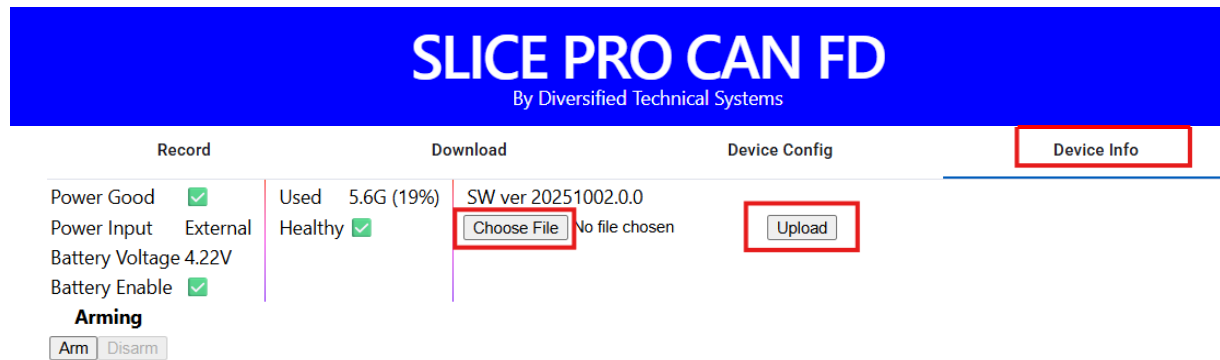 SLICE PRO CAN FD
By Diversified Technical Systems
Record Download Device Config Device Info
Power Good ✅ Used 5.6G (19%) SW ver 20251002.0.0
Power Input External Healthy ✅ Choose File No file chosen Upload
Battery Voltage 4.22V
Battery Enable ✅
Arming
Arm Disarm